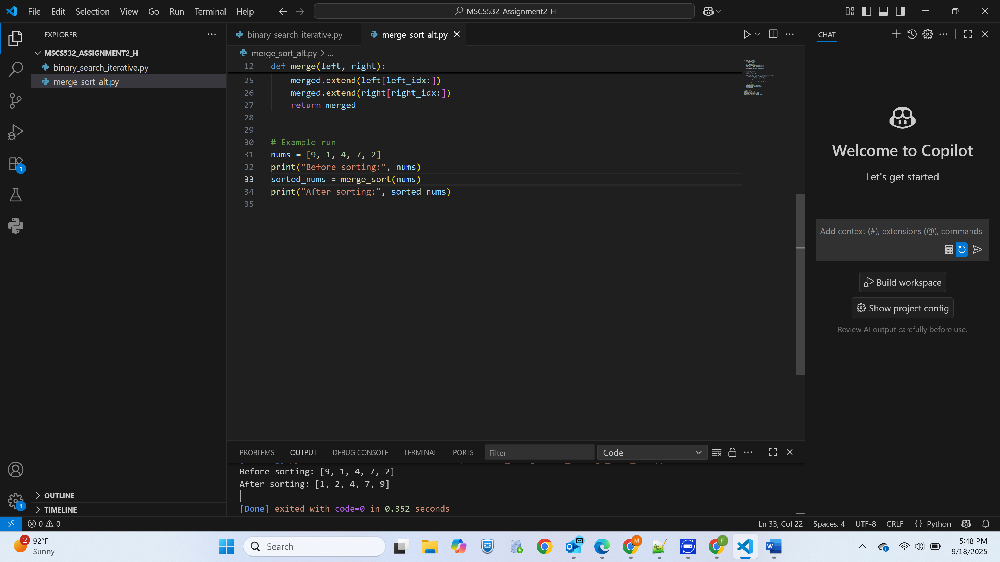 File Edit Selection View Go Run Terminal Help
MSCS532_Assignment2_H
EXPLORER
MSCS532_ASSIGNMENT2_H
binary_search_iterative.py
merge_sort_alt.py
1
1
OUTLINE
TIMELINE
binary_search_iterative.py
merge_sort_alt.py
merge_sort_alt.py > ...
12 def merge(left, right):
25 merged.extend(left[left_idx:])
26 merged.extend(right[right_idx:])
27 return merged
28
29
30 # Example run
31 nums = [9, 1, 4, 7, 2]
32 print("Before sorting:", nums)
33 sorted_nums = merge_sort(nums)
34 print("After sorting:", sorted_nums)
35
PROBLEMS OUTPUT DEBUG CONSOLE TERMINAL PORTS Filter Code
Before sorting: [9, 1, 4, 7, 2]
After sorting: [1, 2, 4, 7, 9]
[Done] exited with code=0 in 0.352 seconds
CHAT
Welcome to Copilot
Let's get started
Add context (#), extensions (@), commands
Build workspace
Show project config
Review AI output carefully before use.
0 0
Ln 33, Col 22 Spaces: 4 UTF-8 CRLF {} Python
2
92°F
Sunny
Search
M
F
5:48 PM
9/18/2025